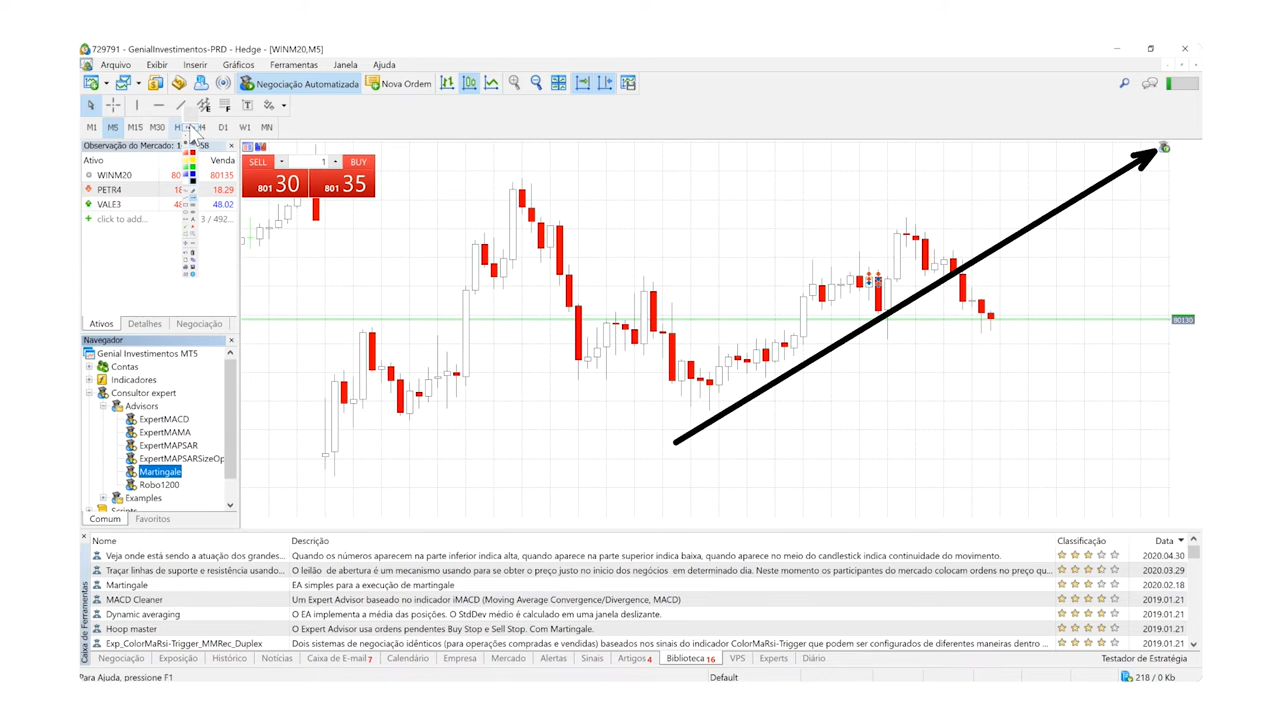 729791 - GenialInvestimentos-PRD - Hedge - [WINM20,M5]
Arquivo Exibir Inserir Gráficos Ferramentas Janela Ajuda
Negociação Automatizada Nova Ordem
E F T
M1 M5 M15 M30 H4 D1 W1 MN
Observação do Mercado: 58
Ativo Venda
WINM20 80 80135
PETR4 18 18.29
VALE3 48 48.02
click to add... 3 / 492...
Ativos Detalhes Negociação
SELL 1 BUY
80130 80135
80130
Navegador
Genial Investimentos MT5
Contas
Indicadores
Consultor expert
Advisors
ExpertMACD
ExpertMAMA
ExpertMAPSAR
ExpertMAPSARSizeOp
Martingale
Robo1200
Examples
Scripts
Comum Favoritos
Nome Descrição Classificação Data
Veja onde está sendo a atuação dos grandes... Quando os números aparecem na parte inferior indica alta, quando aparece na parte superior indica baixa, quando aparece no meio do candlestick indica continuidade do movimento. 2020.04.30
Traçar linhas de suporte e resistência usando... O leilão de abertura é um mecanismo usando para se obter o preço justo no inicio dos negócios em determinado dia. Neste momento os participantes do mercado colocam ordens no preço qu... 2020.03.29
Martingale EA simples para a execução de martingale 2020.02.18
MACD Cleaner Um Expert Advisor baseado no indicador iMACD (Moving Average Convergence/Divergence, MACD) 2019.01.21
Dynamic averaging O EA implementa a média das posições. O StdDev médio é calculado em uma janela deslizante. 2019.01.21
Hoop master O Expert Advisor usa ordens pendentes Buy Stop e Sell Stop. Com Martingale. 2019.01.21
Exp_ColorMaRsi-Trigger_MMRec_Duplex Dois sistemas de negociação idênticos (para operações compradas e vendidas) baseados nos sinais do indicador ColorMaRsi-Trigger que podem ser configurados de diferentes maneiras dentro d... 2019.01.21
Caixa de Ferramentas
Negociação Exposição Histórico Notícias Caixa de E-mail 7 Calendário Empresa Mercado Alertas Sinais Artigos 4 Biblioteca 16 VPS Experts Diário Testador de Estratégia
Para Ajuda, pressione F1 Default 218 / 0 Kb